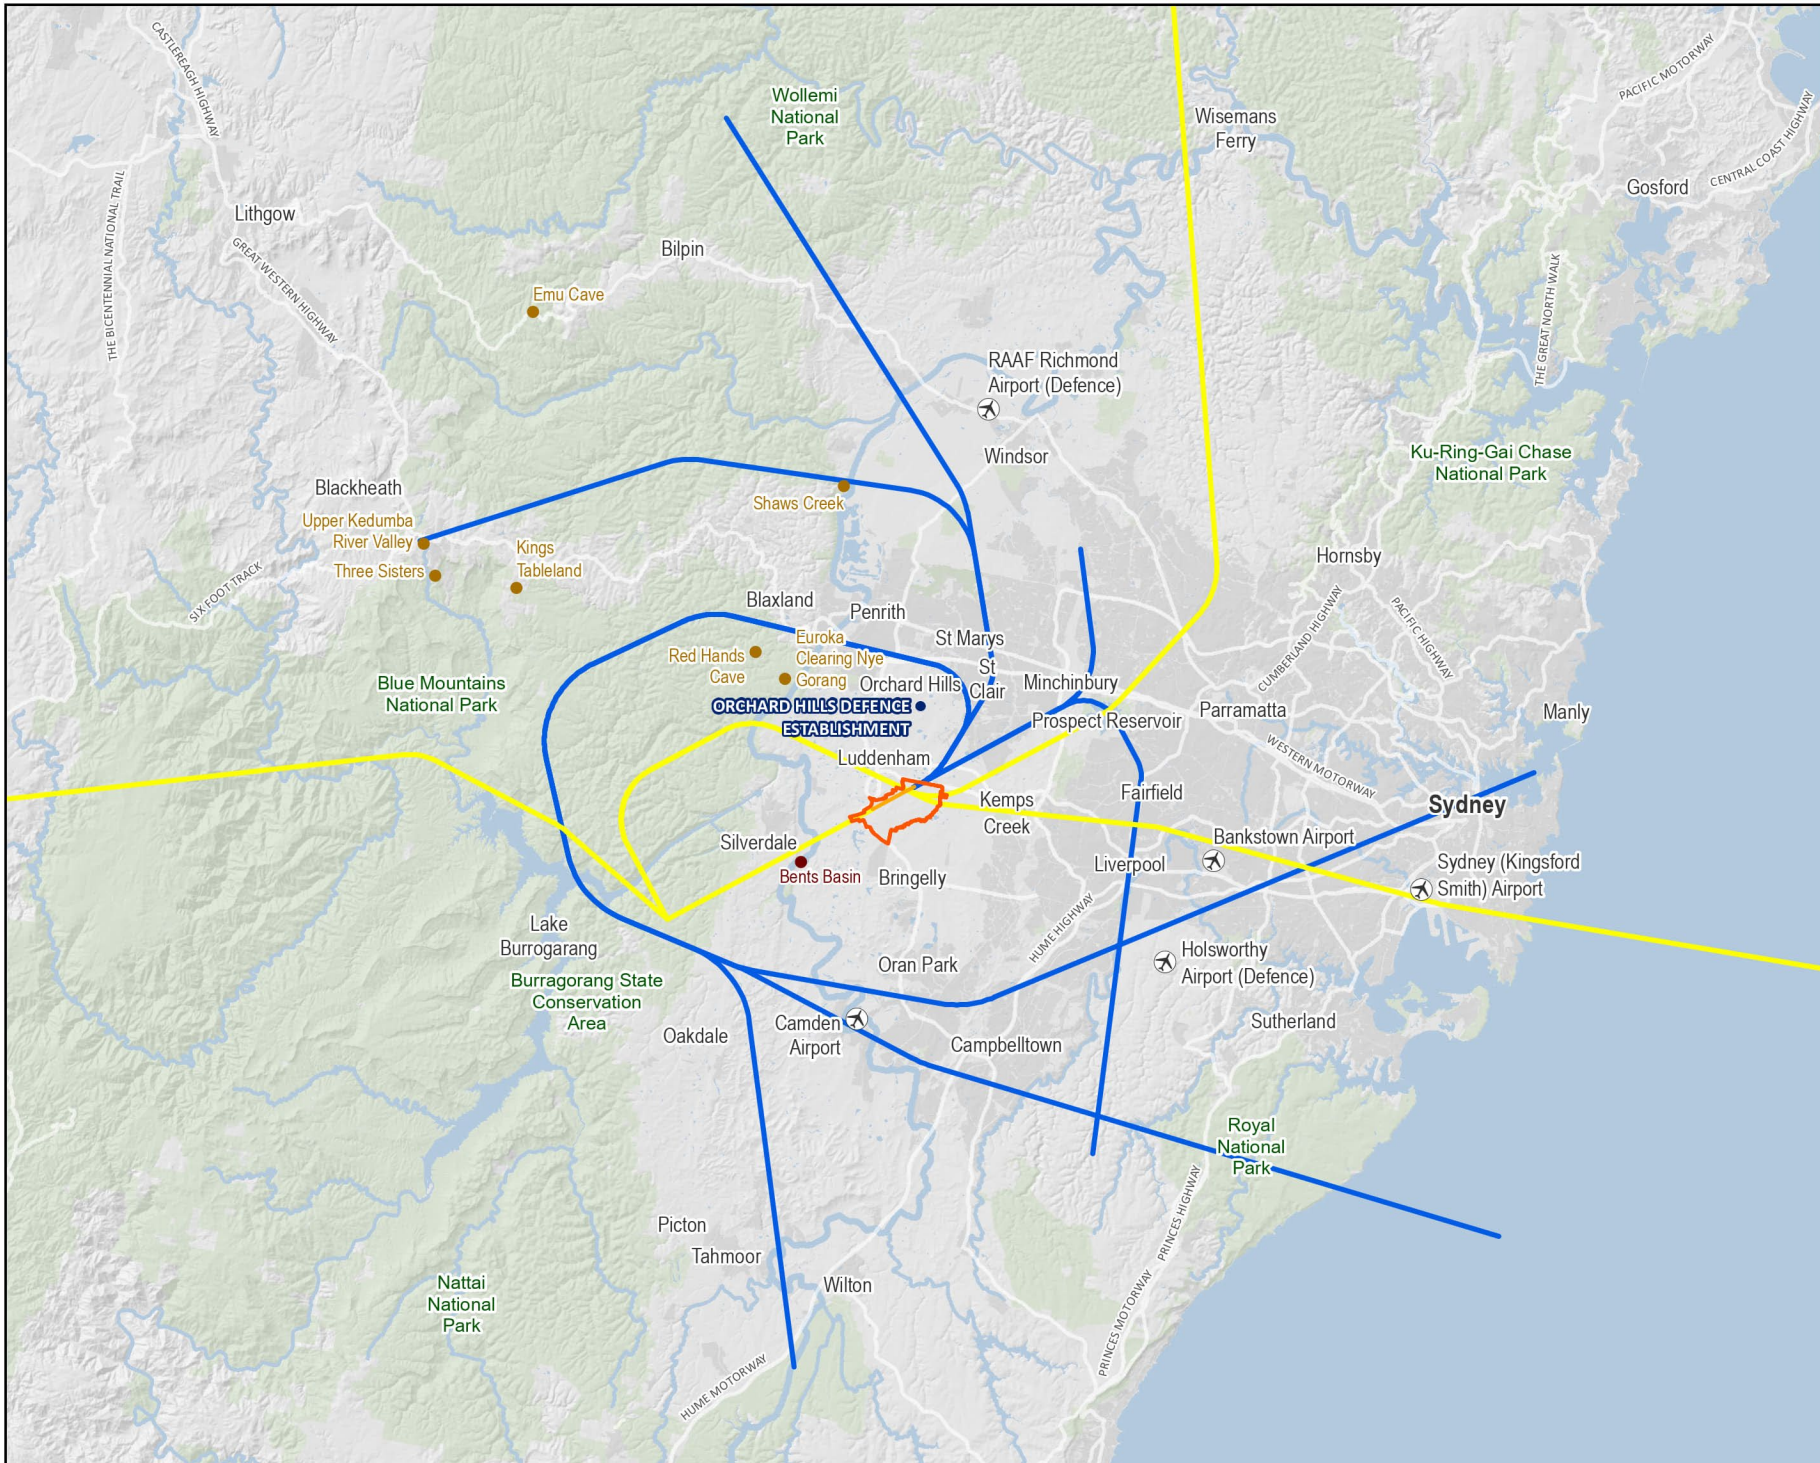 CASTLEREAGH HIGHWAY
PACIFIC MOTORWAY
Wollemi
National
Park
Wisemans
Ferry
CENTRAL COAST HIGHWAY
Gosford
THE BICENTENNIAL NATIONAL TRAIL
Lithgow
GREAT WESTERN HIGHWAY
Bilpin
Emu Cave
THE GREAT NORTH WALK
RAAF Richmond
Airport (Defence)
Windsor
Ku-Ring-Gai Chase
National Park
Blackheath
Shaws Creek
Upper Kedumba
River Valley
Kings
Tableland
Three Sisters
Hornsby
SIX FOOT TRACK
CUMBERLAND HIGHWAY
PACIFIC HIGHWAY
Blaxland
Penrith
St Marys
Euroka
Clearing Nye
Gorang
Red Hands
Cave
St
Clair
Orchard Hills
Minchinbury
Blue Mountains
National Park
ORCHARD HILLS DEFENCE
ESTABLISHMENT
Prospect Reservoir
Parramatta
Manly
WESTERN MOTORWAY
Luddenham
Kemps
Creek
Fairfield
Sydney
Silverdale
Bents Basin
Bringelly
Liverpool
Bankstown Airport
Sydney (Kingsford
Smith) Airport
HUME HIGHWAY
Lake
Burrogarang
Oran Park
Holsworthy
Airport (Defence)
Burragorang State
Conservation
Area
Oakdale
Camden
Airport
Campbelltown
Sutherland
Royal
National
Park
PRINCES HIGHWAY
Picton
Tahmoor
Wilton
Nattai
National
Park
PRINCES MOTORWAY
HUME MOTORWAY